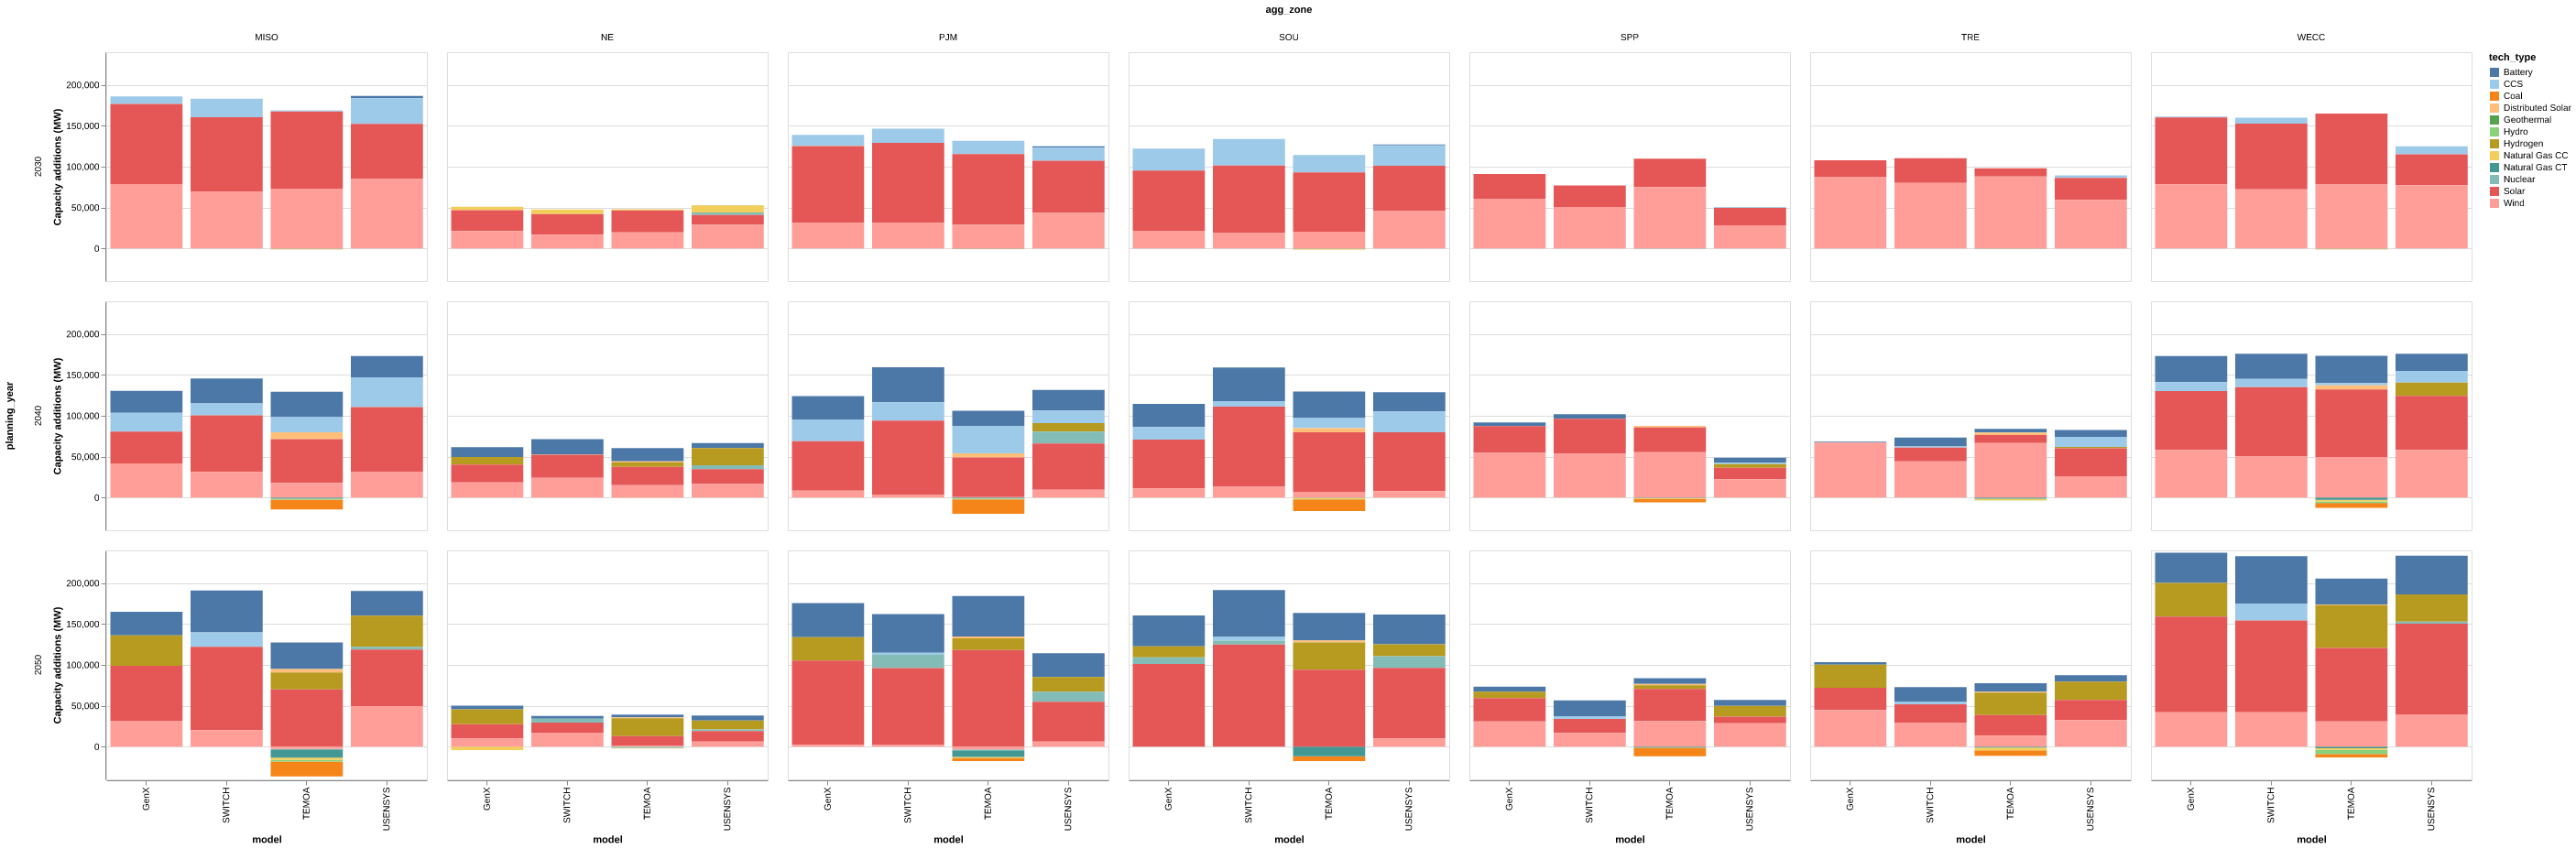 agg_zone
MISO NE PJM SOU SPP TRE WECC
tech_type
Battery
CCS
Coal
Distributed Solar
Geothermal
Hydro
Hydrogen
Natural Gas CC
Natural Gas CT
Nuclear
Solar
Wind
planning_year
2030
Capacity additions (MW)
200,000
150,000
100,000
50,000
0
2040
Capacity additions (MW)
200,000
150,000
100,000
50,000
0
2050
Capacity additions (MW)
200,000
150,000
100,000
50,000
0
GenX SWITCH TEMOA USENSYS GenX SWITCH TEMOA USENSYS GenX SWITCH TEMOA USENSYS GenX SWITCH TEMOA USENSYS GenX SWITCH TEMOA USENSYS GenX SWITCH TEMOA USENSYS GenX SWITCH TEMOA USENSYS
model model model model model model model